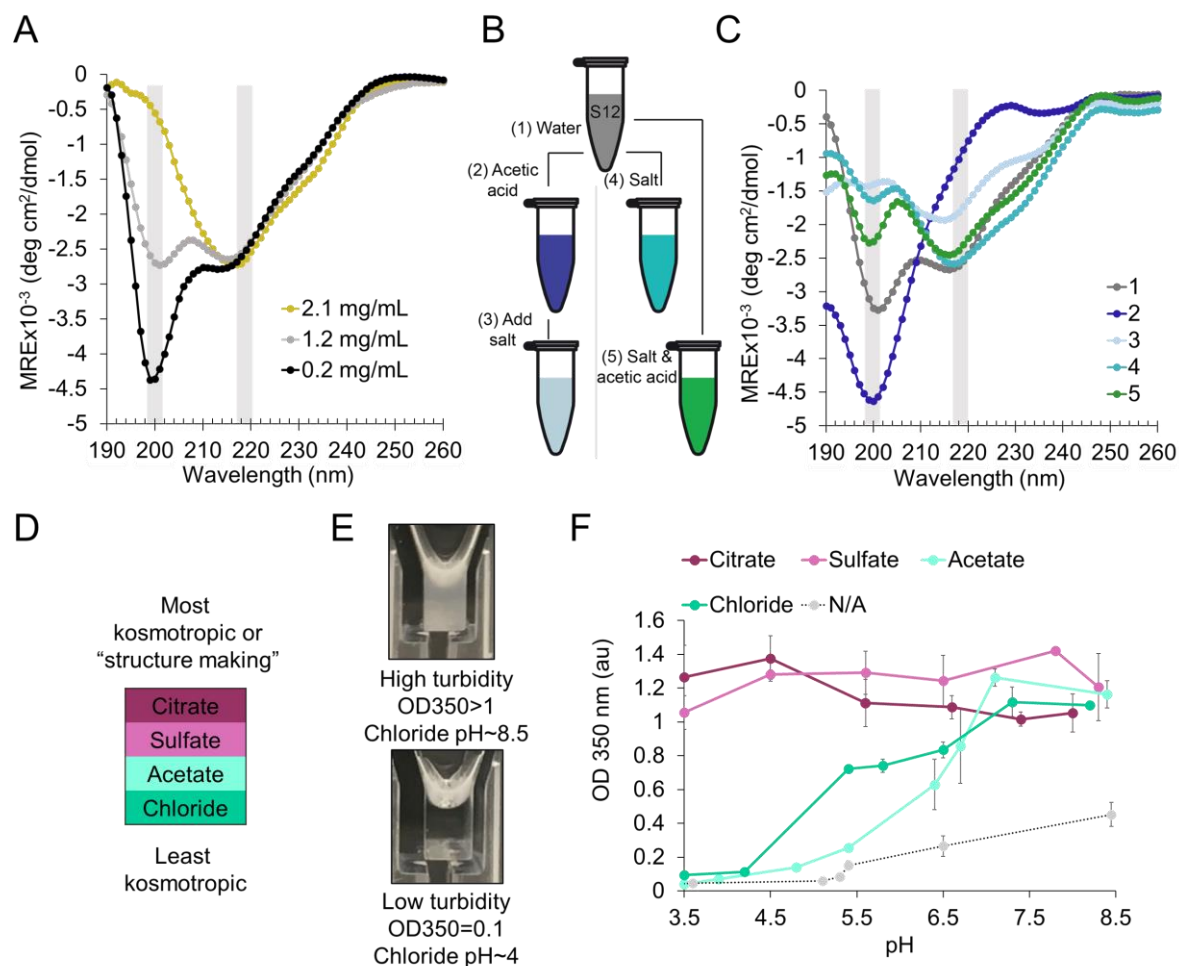 A
MREx10⁻³ (deg cm²/dmol)
0
-0.5
-1
-1.5
-2
-2.5
-3
-3.5
-4
-4.5
-5
2.1 mg/mL
1.2 mg/mL
0.2 mg/mL
190 200 210 220 230 240 250 260
Wavelength (nm)
B
S12
(1) Water
(2) Acetic
acid
(4) Salt
(3) Add
salt
(5) Salt &
acetic acid
C
MREx10⁻³ (deg cm²/dmol)
0
-0.5
-1
-1.5
-2
-2.5
-3
-3.5
-4
-4.5
-5
1
2
3
4
5
190 200 210 220 230 240 250 260
Wavelength (nm)
D
Most
kosmotropic or
“structure making”
Citrate
Sulfate
Acetate
Chloride
Least
kosmotropic
E
High turbidity
OD350>1
Chloride pH~8.5
Low turbidity
OD350=0.1
Chloride pH~4
F
Citrate Sulfate Acetate
Chloride N/A
OD 350 nm (au)
1.6
1.4
1.2
1
0.8
0.6
0.4
0.2
0
3.5 4.5 5.5 6.5 7.5 8.5
pH